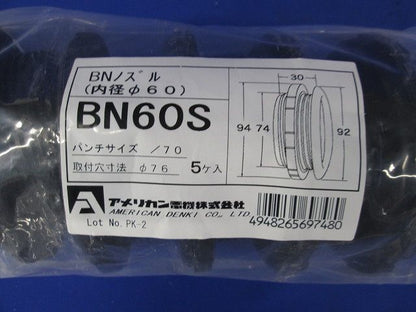 BNノズル
(内径φ60)
BN60S
パンチサイズ /70
取付穴寸法 φ76 5ケ入
30
94 74 92
アメリカン電機株式会社
AMERICAN DENKI CO., LTD.
Lot No. PK-2
4948265697480